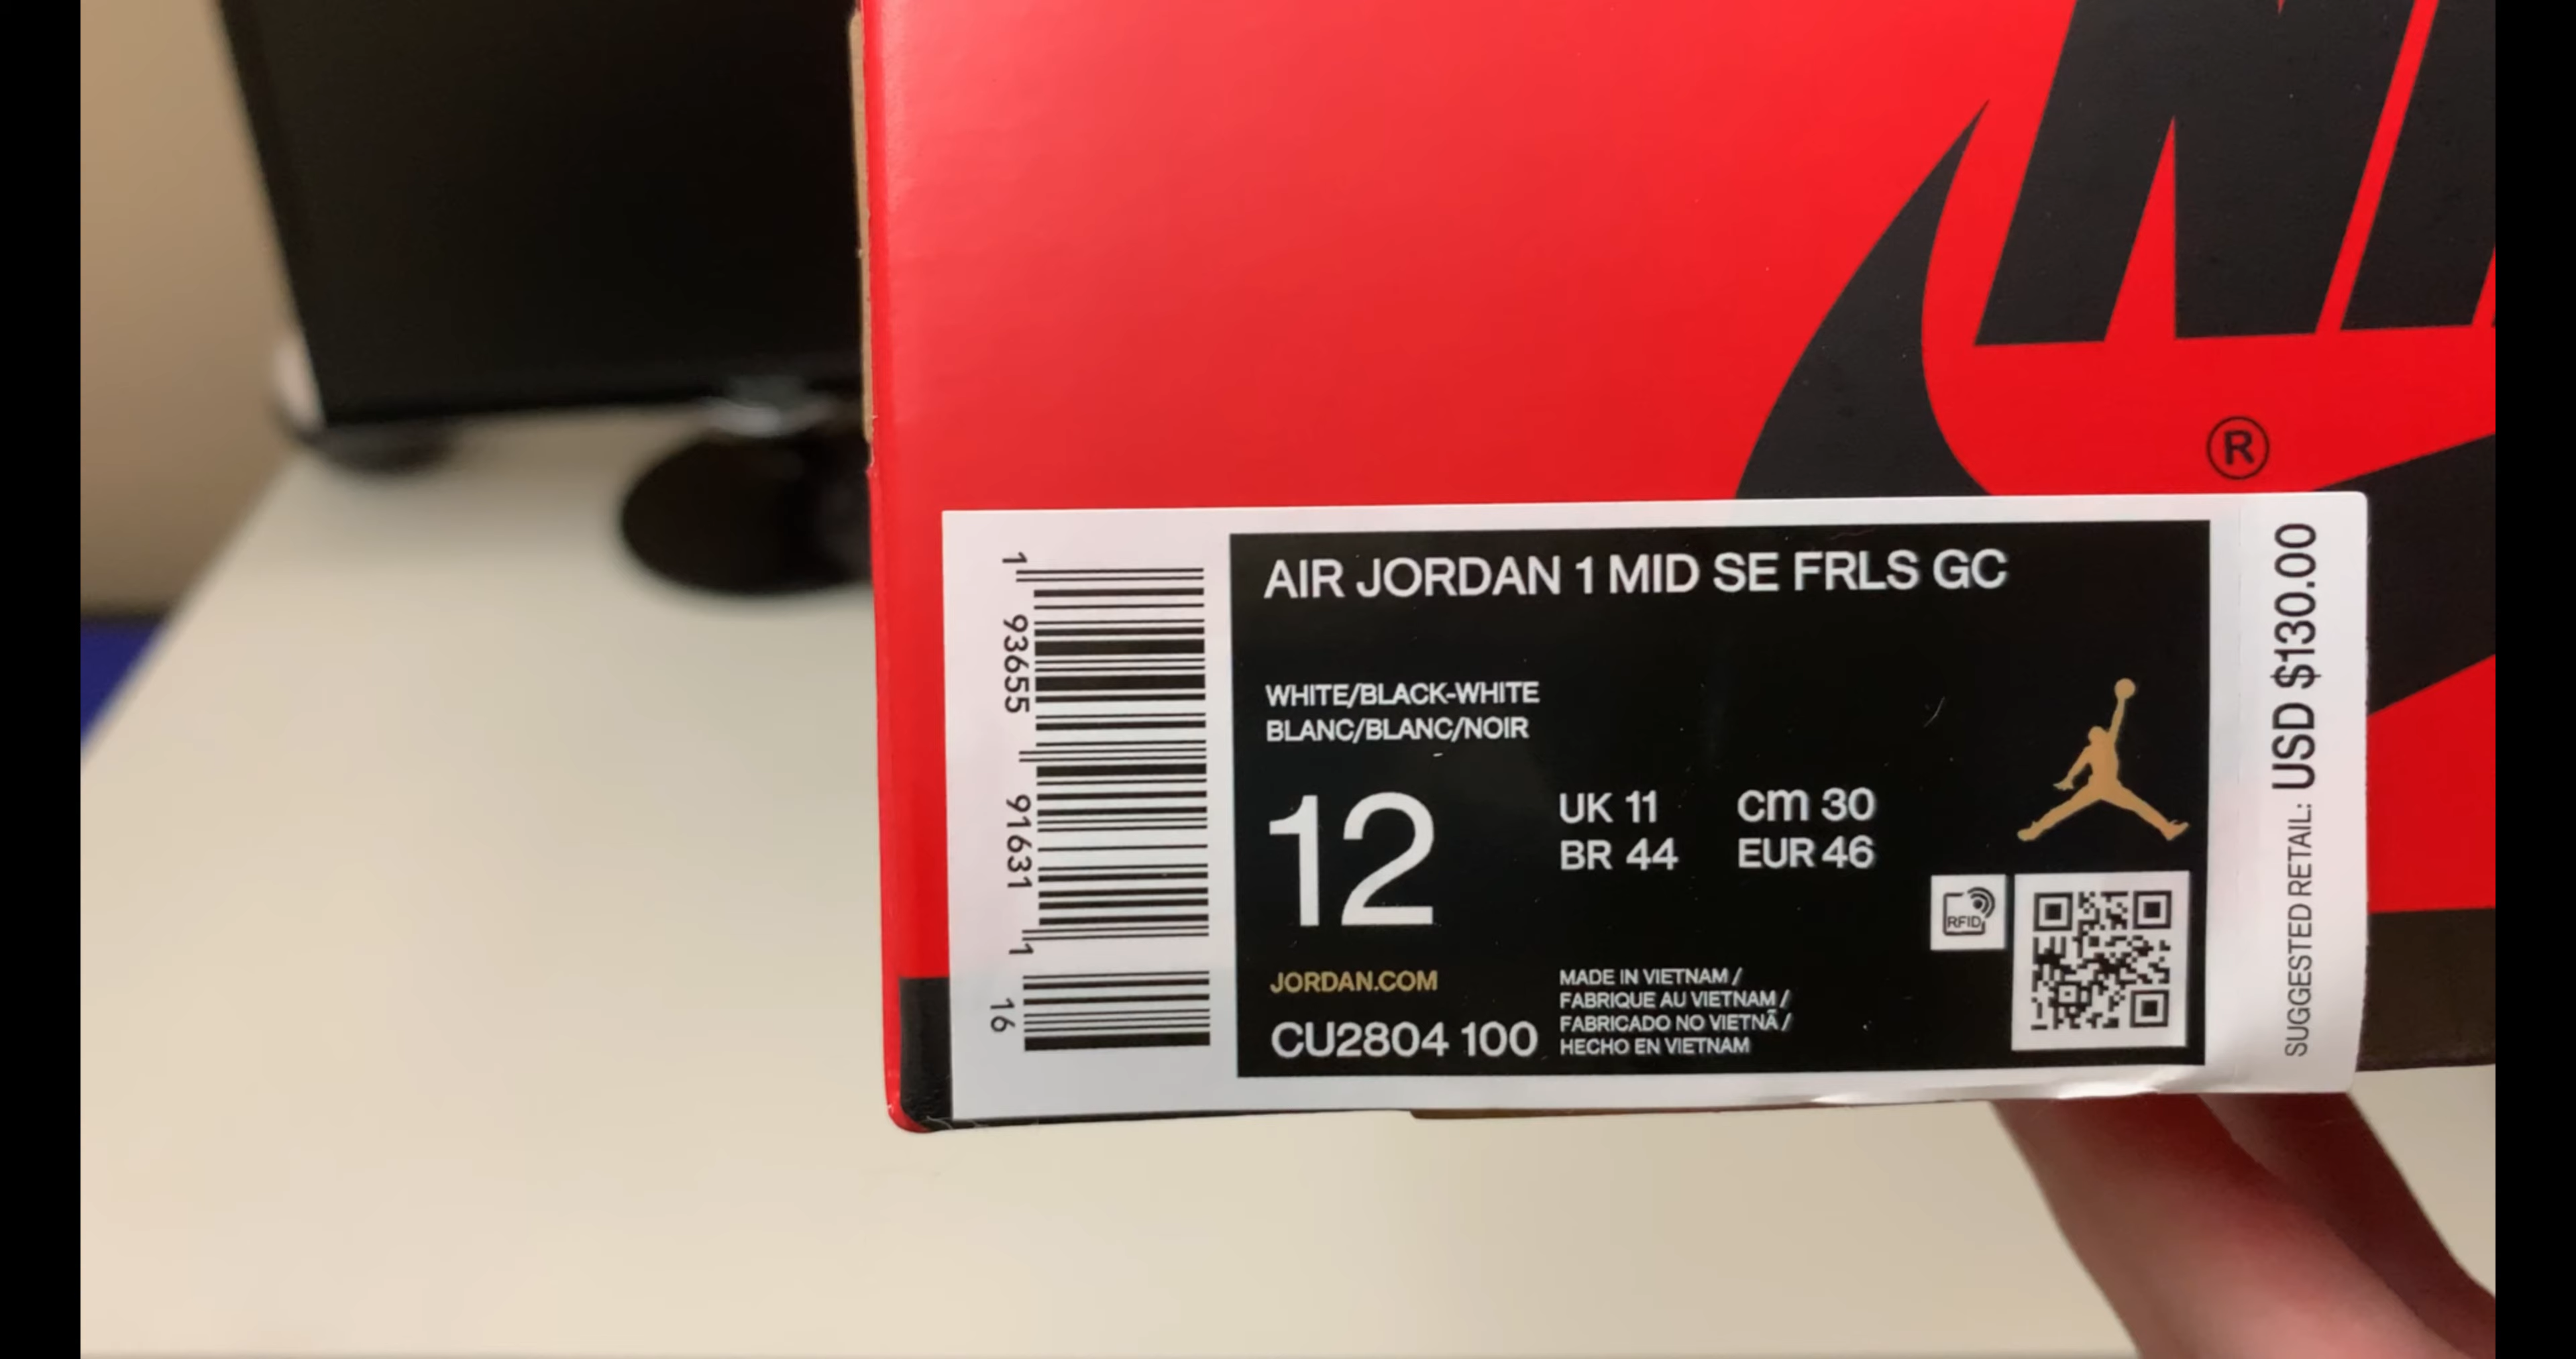 NI
®
AIR JORDAN 1 MID SE FRLS GC
WHITE/BLACK-WHITE
BLANC/BLANC/NOIR
12
UK 11
cm 30
BR 44
EUR 46
RFID
JORDAN.COM
CU2804 100
MADE IN VIETNAM /
FABRIQUE AU VIETNAM /
FABRICADO NO VIETNÃ /
HECHO EN VIETNAM
1 93655 91631 1
16
SUGGESTED RETAIL: USD $130.00